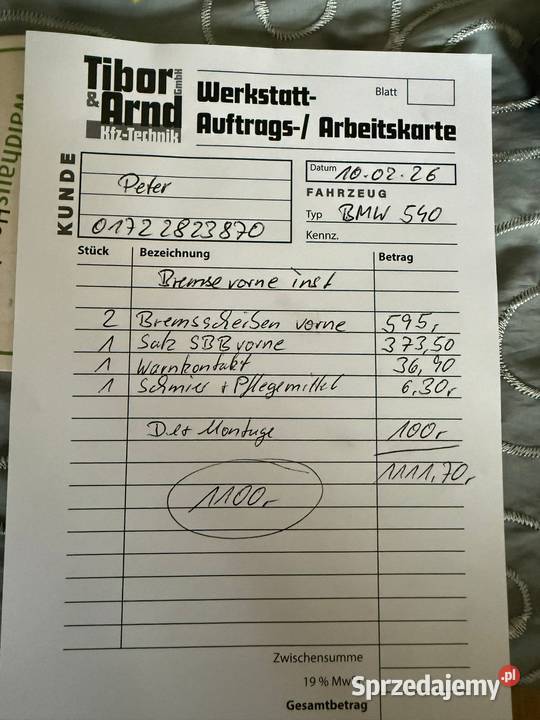 Tibor & Arnd GmbH
Kfz-Technik
Werkstatt-
Auftrags-/ Arbeitskarte
Blatt
KUNDE
Peter
01722823870
Datum 10.02.26
FAHRZEUG
Typ BMW 540
Kennz.
Stück Bezeichnung Betrag
Bremse vorne inst
2 Bremsscheiben vorne 595,-
1 Satz SBB vorne 373,50
1 Warnkontakt 36,90
1 Schmier + Pflegemittel 6,30,-
Montage 100,-
1111,70,-
1100,-
Zwischensumme
19 % Mw
Gesamtbetrag
Sprzedajemy.pl